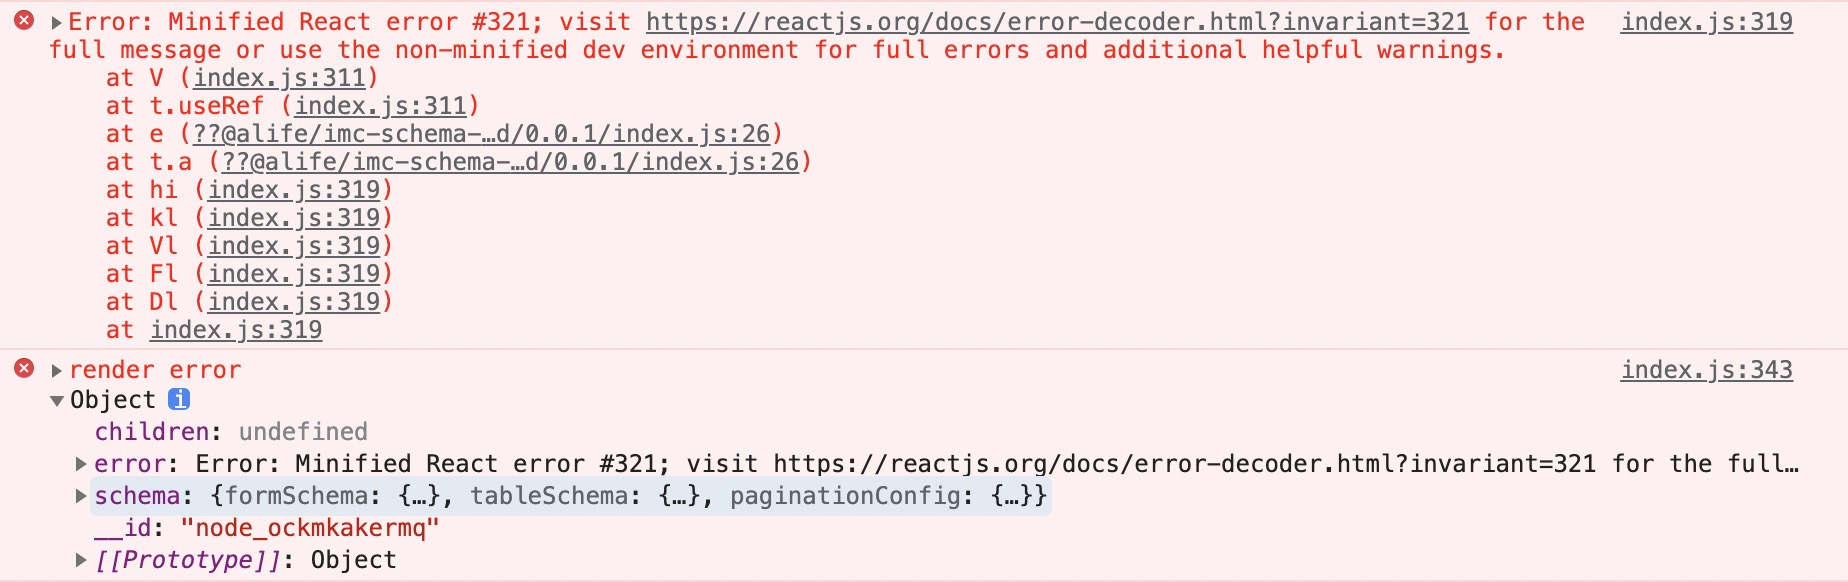 Error: Minified React error #321; visit https://reactjs.org/docs/error-decoder.html?invariant=321 for the index.js:319
full message or use the non-minified dev environment for full errors and additional helpful warnings.
at V (index.js:311)
at t.useRef (index.js:311)
at e (??@alife/imc-schema-…d/0.0.1/index.js:26)
at t.a (??@alife/imc-schema-…d/0.0.1/index.js:26)
at hi (index.js:319)
at kl (index.js:319)
at Vl (index.js:319)
at Fl (index.js:319)
at Dl (index.js:319)
at index.js:319
render error index.js:343
Object i
children: undefined
error: Error: Minified React error #321; visit https://reactjs.org/docs/error-decoder.html?invariant=321 for the full…
schema: {formSchema: {…}, tableSchema: {…}, paginationConfig: {…}}
__id: "node_ockmkakermq"
[[Prototype]]: Object